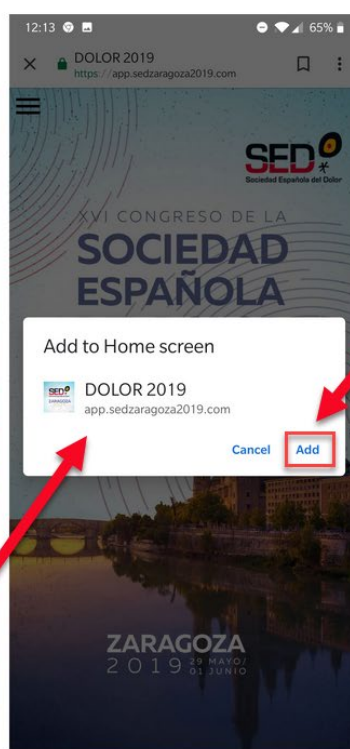 12:13
65%
DOLOR 2019
https://app.sedzaragoza2019.com
SED
Sociedad Española del Dolor
XVI CONGRESO DE LA
SOCIEDAD
ESPAÑOLA
Add to Home screen
DOLOR 2019
app.sedzaragoza2019.com
Cancel
Add
ZARAGOZA
2019 29 MAYO/
01 JUNIO